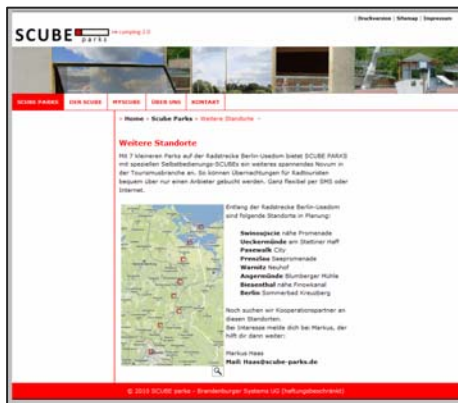 | Druckversion | Sitemap | Impressum
SCUBE parks >> camping 2.0
SCUBE PARKS DER SCUBE MYSCUBE ÜBER UNS KONTAKT
> Home > Scube Parks > Weitere Standorte ~
Weitere Standorte
Mit 7 kleineren Parks auf der Radstrecke Berlin-Usedom bietet SCUBE PARKS
mit speziellen Selbstbedienung-SCUBEs ein weiteres spannendes Novum in
der Tourismusbranche an. So können Übernachtungen für Radtouristen
bequem über nur einen Anbieter gebucht werden. Ganz flexibel per SMS oder
Internet.
Entlang der Radstrecke Berlin-Usedom
sind folgende Standorte in Planung:
Swinoujscie nähe Promenade
Ueckermünde am Stettiner Haff
Pasewalk City
Prenzlau Seepromenade
Warnitz Neuhof
Angermünde Blumberger Mühle
Biesenthal nähe Finowkanal
Berlin Sommerbad Kreuzberg
Noch suchen wir Kooperationspartner an
diesen Standorten.
Bei Interesse melde dich bei Markus, der
hilft dir dann weiter:
Markus Haas
Mail: Haas@scube-parks.de
© 2010 SCUBE parks - Brandenburger Systems UG (haftungsbeschränkt)